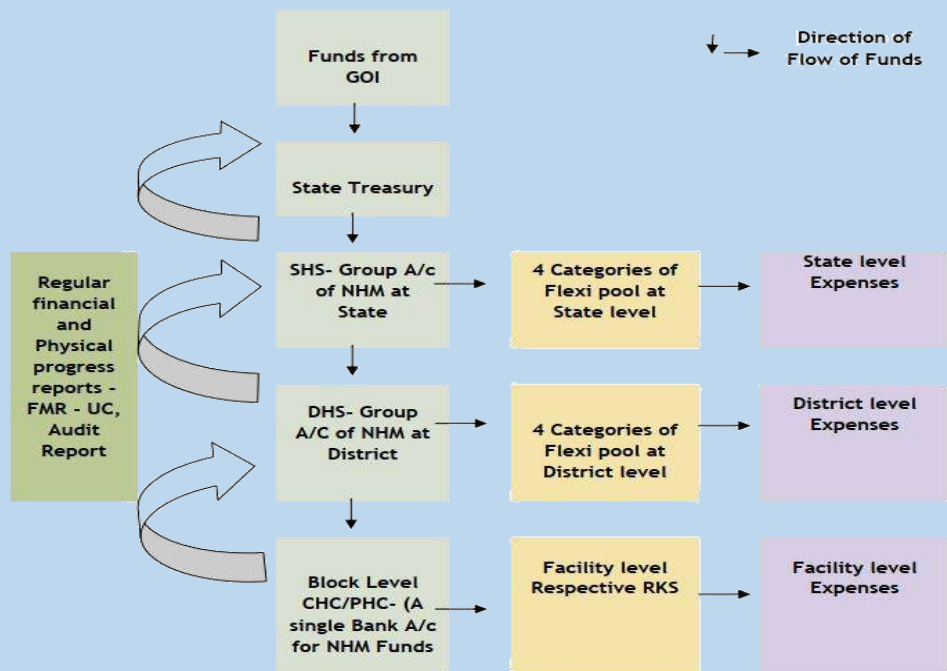 Funds from
GOI
Direction of
Flow of Funds
State Treasury
Regular
financial
and
Physical
progress
reports -
FMR - UC,
Audit
Report
SHS- Group A/c
of NHM at
State
4 Categories of
Flexi pool at
State level
State level
Expenses
DHS- Group
A/C of NHM at
District
4 Categories of
Flexi pool at
District level
District level
Expenses
Block Level
CHC/PHC- (A
single Bank A/c
for NHM Funds
Facility level
Respective RKS
Facility level
Expenses